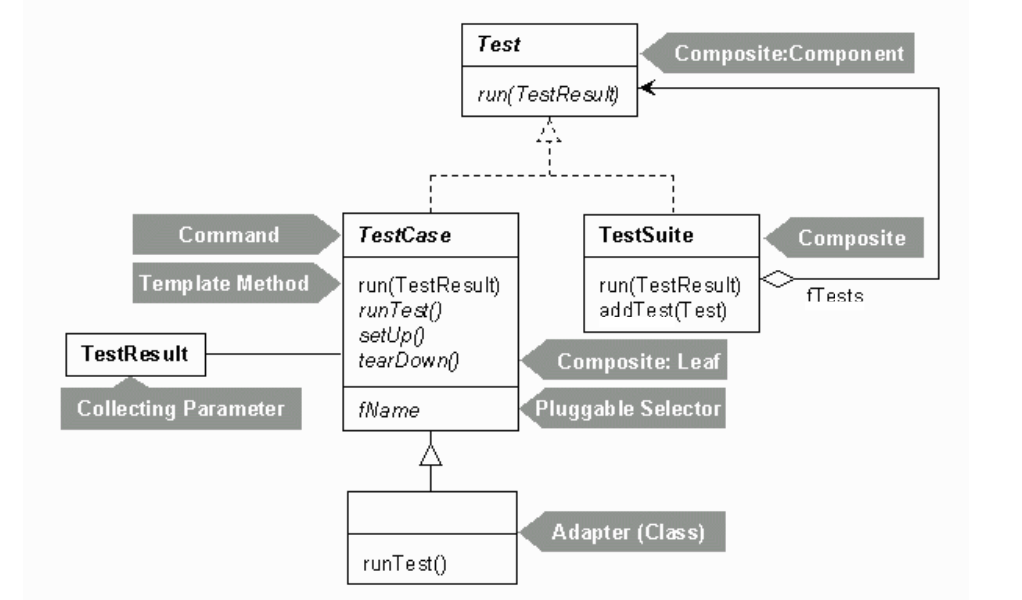 Test
Composite:Component
run(TestResult)
Command
TestCase
TestSuite
Composite
Template Method
run(TestResult)
runTest()
setUp()
tearDown()
run(TestResult)
addTest(Test)
fTests
TestResult
Composite: Leaf
Collecting Parameter
fName
Pluggable Selector
Adapter (Class)
runTest()